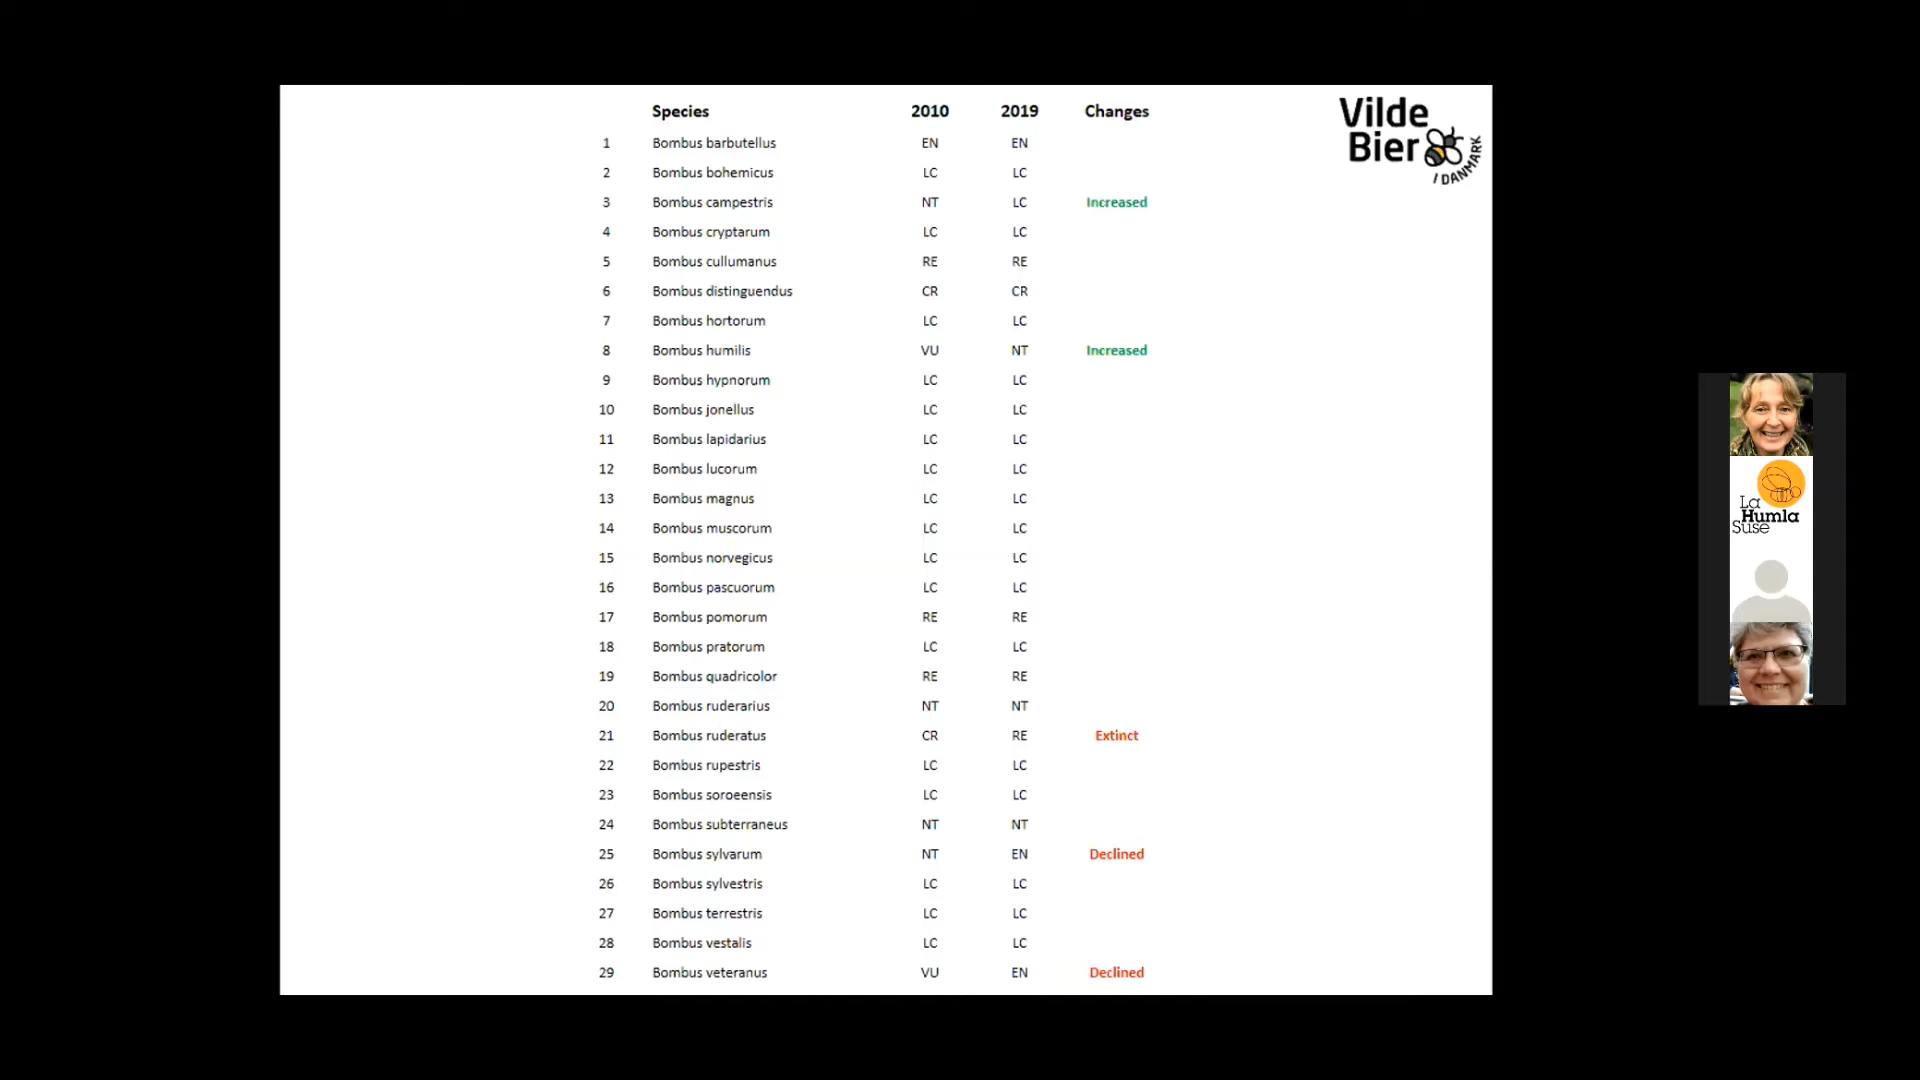 Species 2010 2019 Changes
1 Bombus barbutellus EN EN
2 Bombus bohemicus LC LC
3 Bombus campestris NT LC Increased
4 Bombus cryptarum LC LC
5 Bombus cullumanus RE RE
6 Bombus distinguendus CR CR
7 Bombus hortorum LC LC
8 Bombus humilis VU NT Increased
9 Bombus hypnorum LC LC
10 Bombus jonellus LC LC
11 Bombus lapidarius LC LC
12 Bombus lucorum LC LC
13 Bombus magnus LC LC
14 Bombus muscorum LC LC
15 Bombus norvegicus LC LC
16 Bombus pascuorum LC LC
17 Bombus pomorum RE RE
18 Bombus pratorum LC LC
19 Bombus quadricolor RE RE
20 Bombus ruderarius NT NT
21 Bombus ruderatus CR RE Extinct
22 Bombus rupestris LC LC
23 Bombus soroeensis LC LC
24 Bombus subterraneus NT NT
25 Bombus sylvarum NT EN Declined
26 Bombus sylvestris LC LC
27 Bombus terrestris LC LC
28 Bombus vestalis LC LC
29 Bombus veteranus VU EN Declined
Vilde
Bier
I DANMARK
La
Humla
Suse